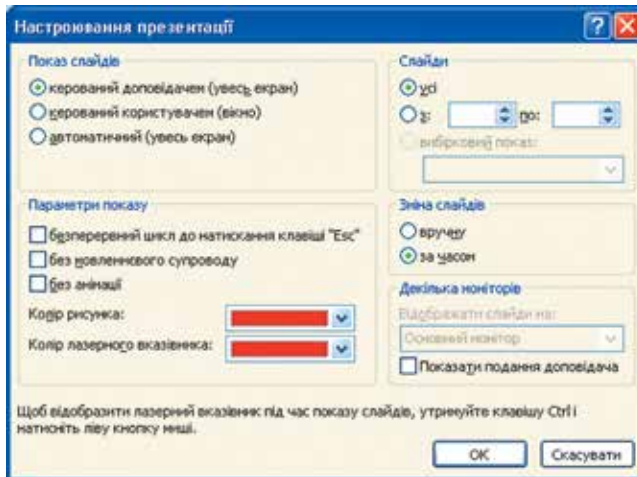 Настроювання презентації
Показ слайдів
керований доповідачем (увесь екран)
керований користувачем (вікно)
автоматичний (увесь екран)
Слайди
усі
з:
по:
вибірковий показ:
Параметри показу
безперервний цикл до натискання клавіші "Esc"
без мовленнєвого супроводу
без анімації
Колір рисунка:
Колір лазерного вказівника:
Зміна слайдів
вручну
за часом
Декілька моніторів
Відображати слайди на:
Основний монітор
Показати подання доповідача
Щоб відобразити лазерний вказівник під час показу слайдів, утримуйте клавішу Ctrl і
натисніть ліву кнопку миші.
ОК
Скасувати